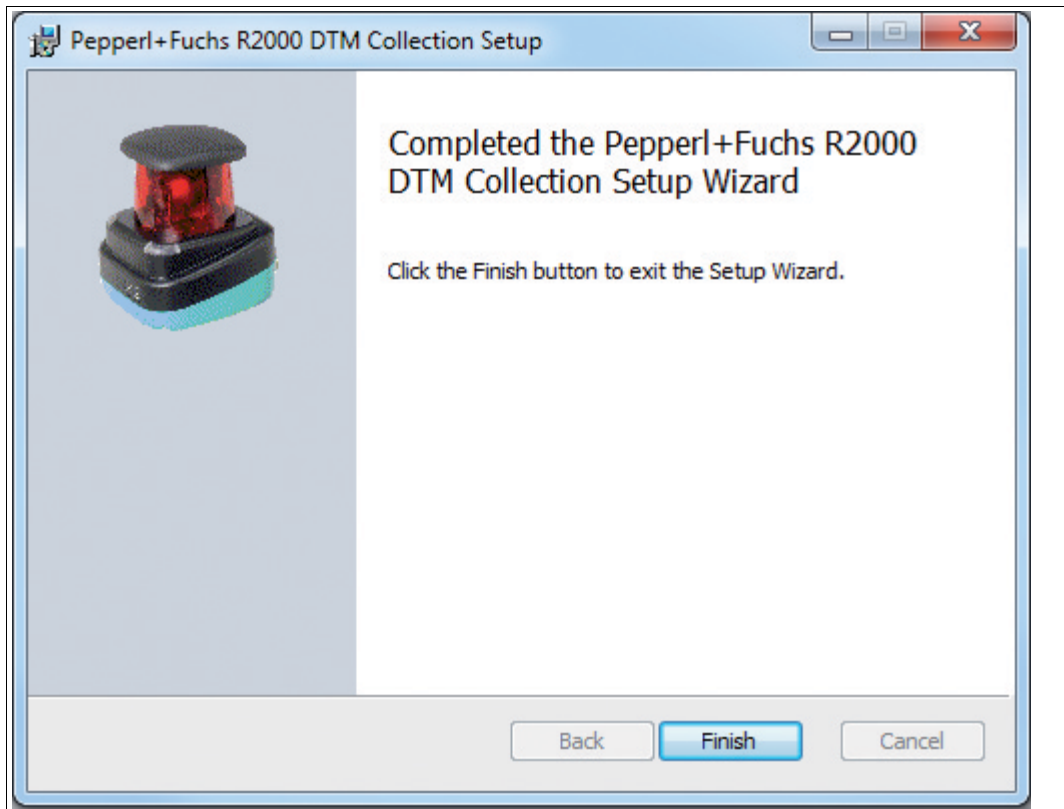 Pepperl+Fuchs R2000 DTM Collection Setup
Completed the Pepperl+Fuchs R2000
DTM Collection Setup Wizard
Click the Finish button to exit the Setup Wizard.
Back Finish Cancel